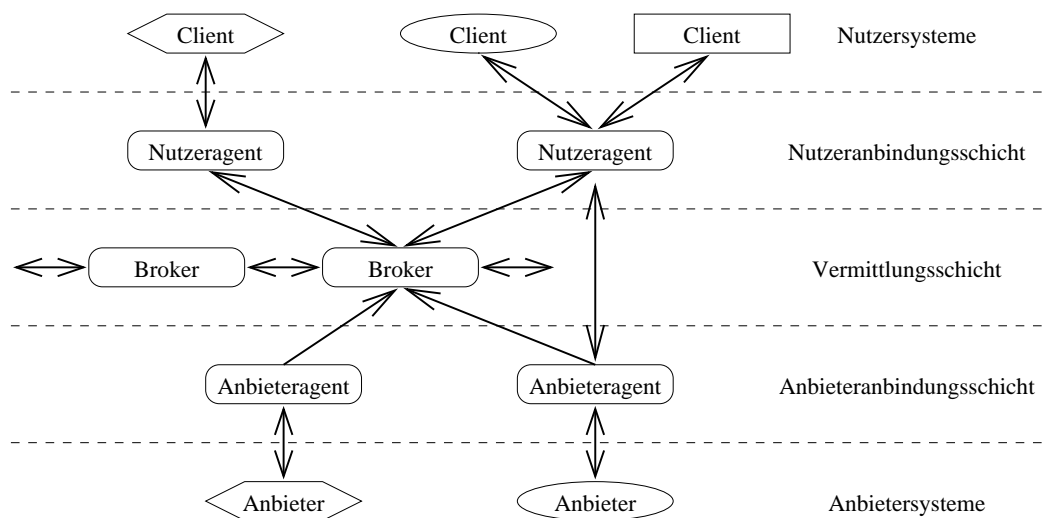 Client Client Client Nutzersysteme
Nutzeragent Nutzeragent Nutzeranbindungsschicht
Broker Broker Vermittlungsschicht
Anbieteragent Anbieteragent Anbieteranbindungsschicht
Anbieter Anbieter Anbietersysteme